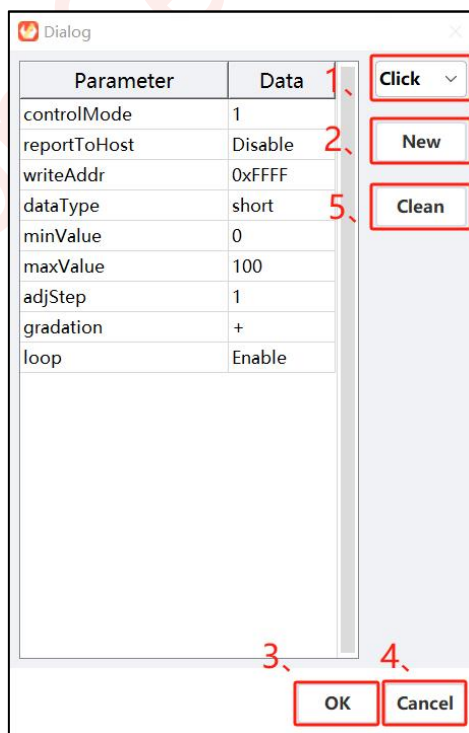 Dialog
Parameter Data 1、 Click
controlMode 1
reportToHost Disable 2、 New
writeAddr 0xFFFF
dataType short 5、 Clean
minValue 0
maxValue 100
adjStep 1
gradation +
loop Enable
3、 4、
OK Cancel